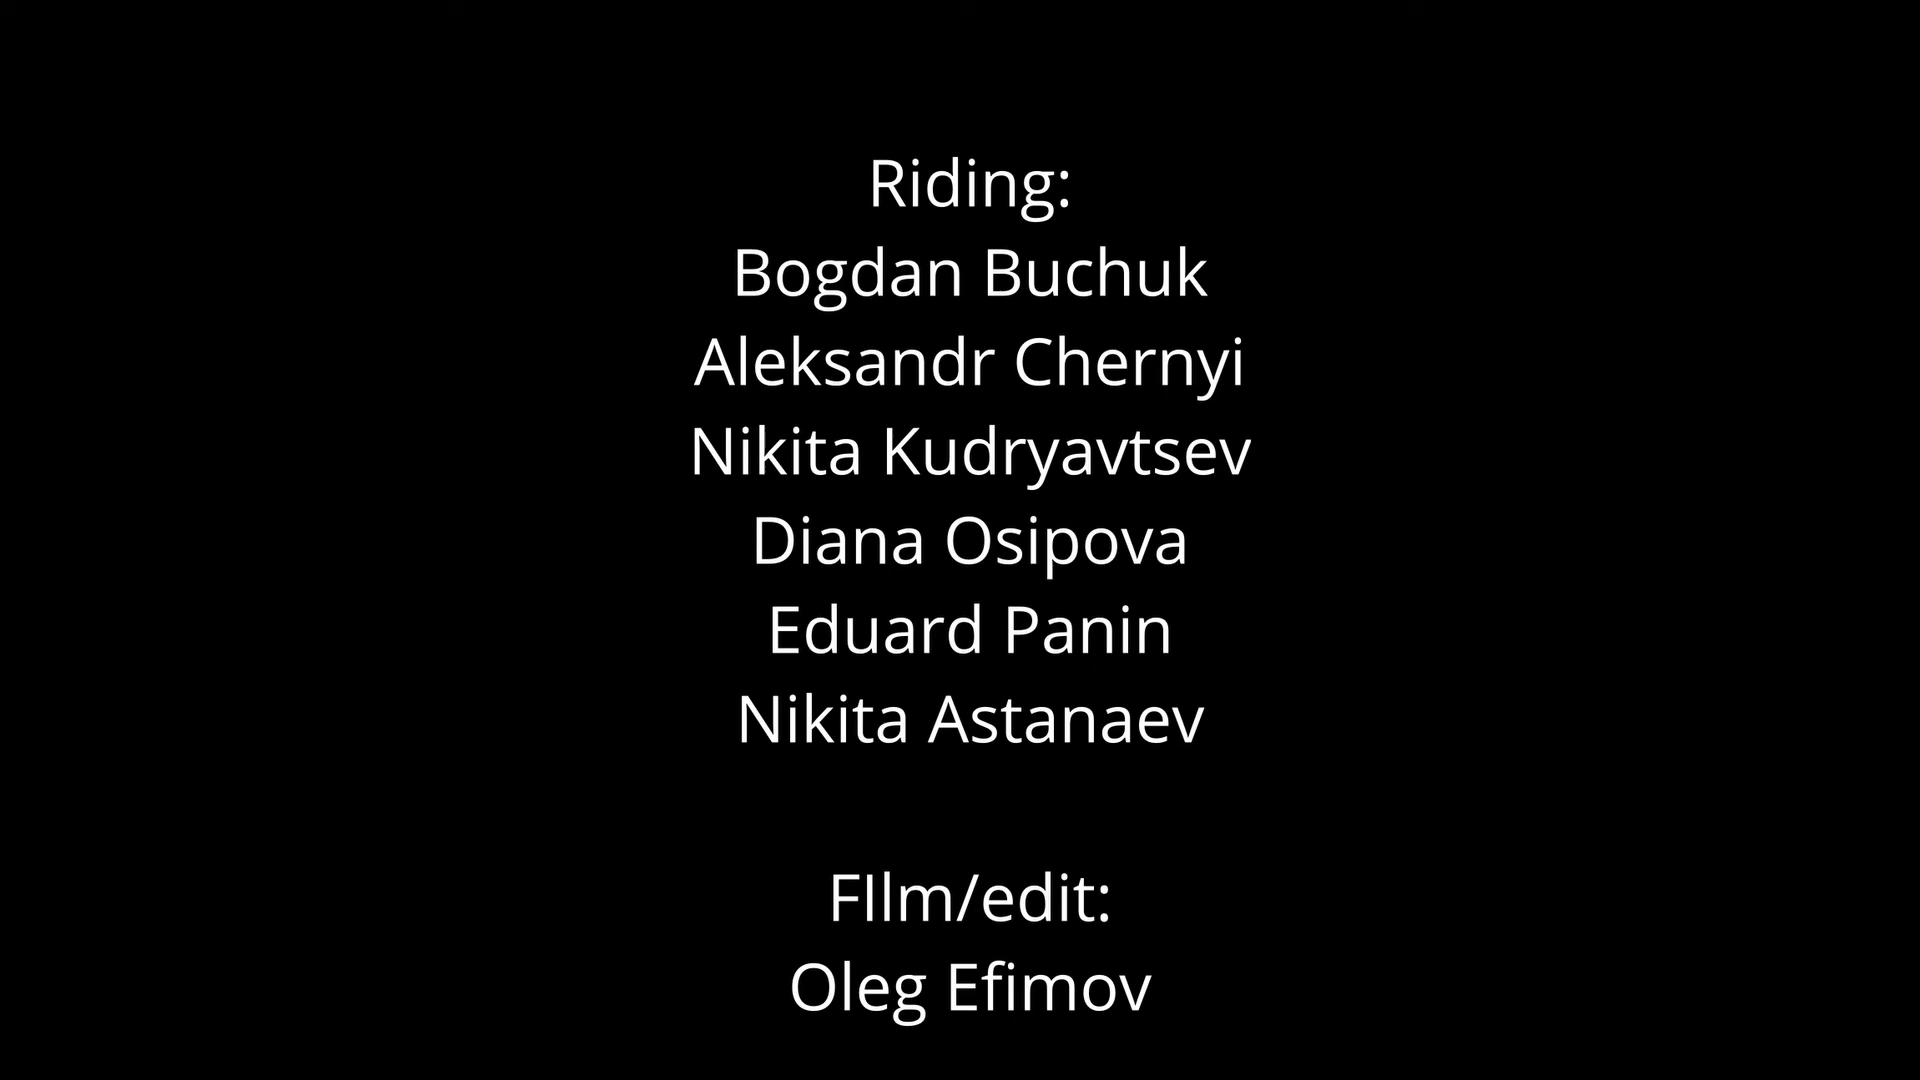 Riding:
Bogdan Buchuk
Aleksandr Chernyi
Nikita Kudryavtsev
Diana Osipova
Eduard Panin
Nikita Astanaev
FIlm/edit:
Oleg Efimov